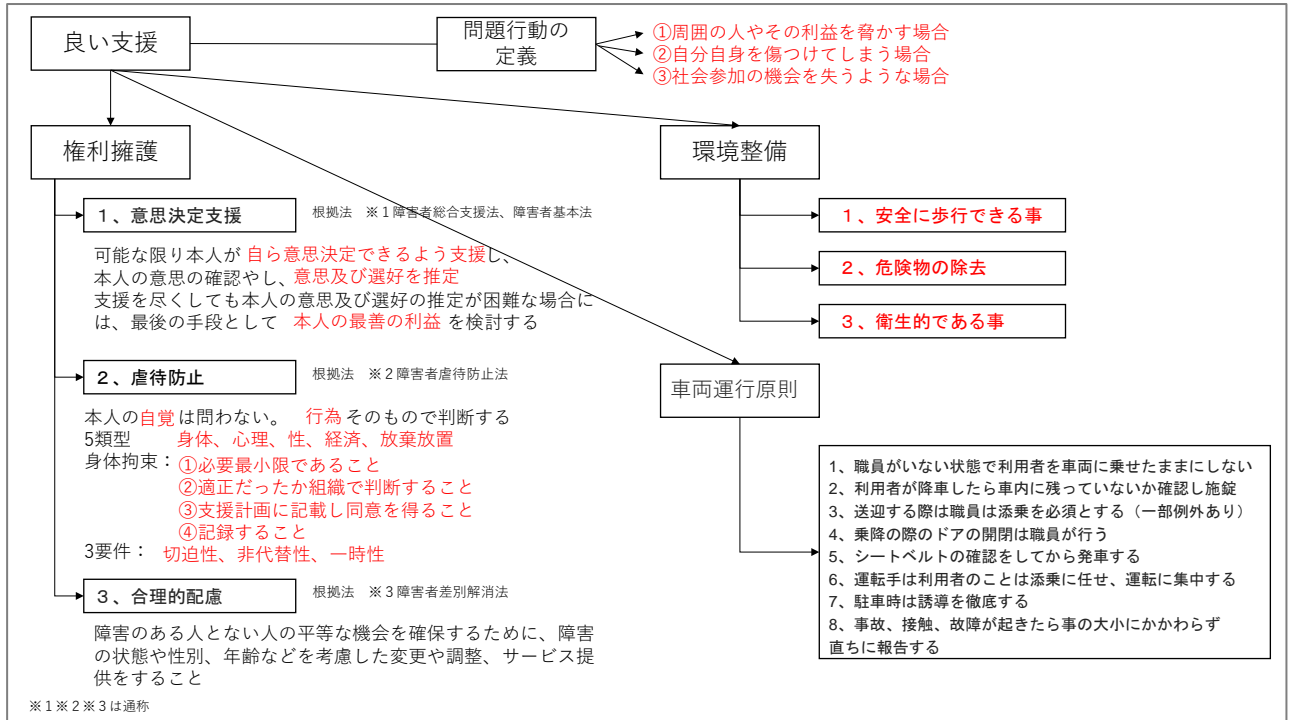 良い支援
問題行動の
定義
①周囲の人やその利益を脅かす場合
②自分自身を傷つけてしまう場合
③社会参加の機会を失うような場合
権利擁護
１、意思決定支援
根拠法　※１障害者総合支援法、障害者基本法
可能な限り本人が 自ら意思決定できるよう支援し、
本人の意思の確認やし、意思及び選好を推定
支援を尽くしても本人の意思及び選好の推定が困難な場合に
は、最後の手段として　本人の最善の利益 を検討する
２、虐待防止
根拠法　※２障害者虐待防止法
本人の自覚は問わない。　行為 そのもので判断する
5類型　　身体、心理、性、経済、放棄放置
身体拘束：①必要最小限であること
②適正だったか組織で判断すること
③支援計画に記載し同意を得ること
④記録すること
3要件：　切迫性、非代替性、一時性
３、合理的配慮
根拠法　※３障害者差別解消法
障害のある人とない人の平等な機会を確保するために、障害
の状態や性別、年齢などを考慮した変更や調整、サービス提
供をすること
※１※２※３は通称
環境整備
１、安全に歩行できる事
２、危険物の除去
３、衛生的である事
車両運行原則
1、職員がいない状態で利用者を車両に乗せたままにしない
2、利用者が降車したら車内に残っていないか確認し施錠
3、送迎する際は職員は添乗を必須とする（一部例外あり）
4、乗降の際のドアの開閉は職員が行う
5、シートベルトの確認をしてから発車する
6、運転手は利用者のことは添乗に任せ、運転に集中する
7、駐車時は誘導を徹底する
8、事故、接触、故障が起きたら事の大小にかかわらず
直ちに報告する